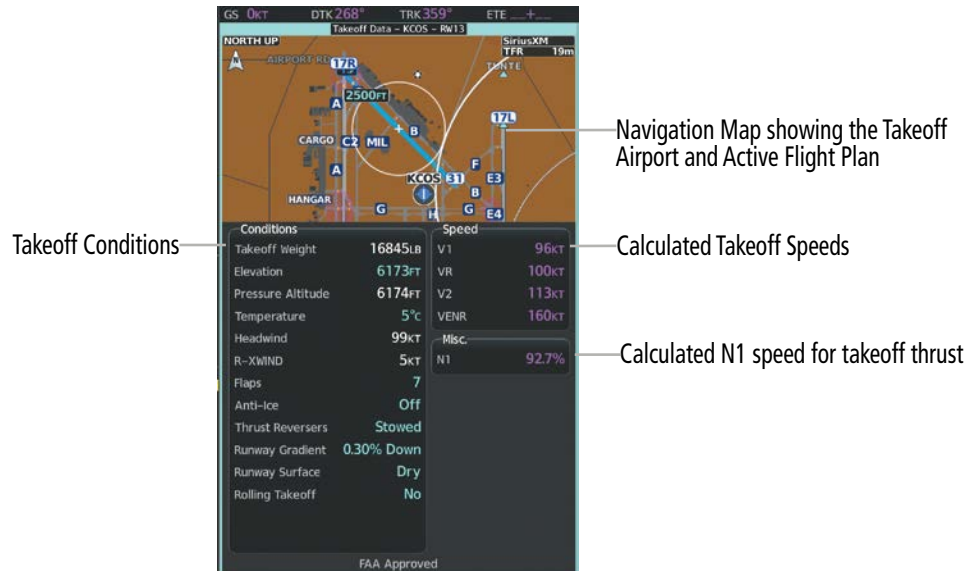 GS 0KT DTK 268° TRK 359° ETE __+__
Takeoff Data – KCOS – RW13
NORTH UP
SiriusXM
TFR 19m
N
AIRPORT RD
17R
TUNTE
2500FT
A
17L
B
CARGO C2 MIL
F
A
KCOS 31 E3
B
HANGAR
G H G E4
Navigation Map showing the Takeoff
Airport and Active Flight Plan
Takeoff Conditions
Conditions
Takeoff Weight 16845LB
Elevation 6173FT
Pressure Altitude 6174FT
Temperature 5°C
Headwind 99KT
R-XWIND 5KT
Flaps 7
Anti-Ice Off
Thrust Reversers Stowed
Runway Gradient 0.30% Down
Runway Surface Dry
Rolling Takeoff No
Speed
V1 96KT
VR 100KT
V2 113KT
VENR 160KT
Calculated Takeoff Speeds
Misc.
N1 92.7%
Calculated N1 speed for takeoff thrust
FAA Approved